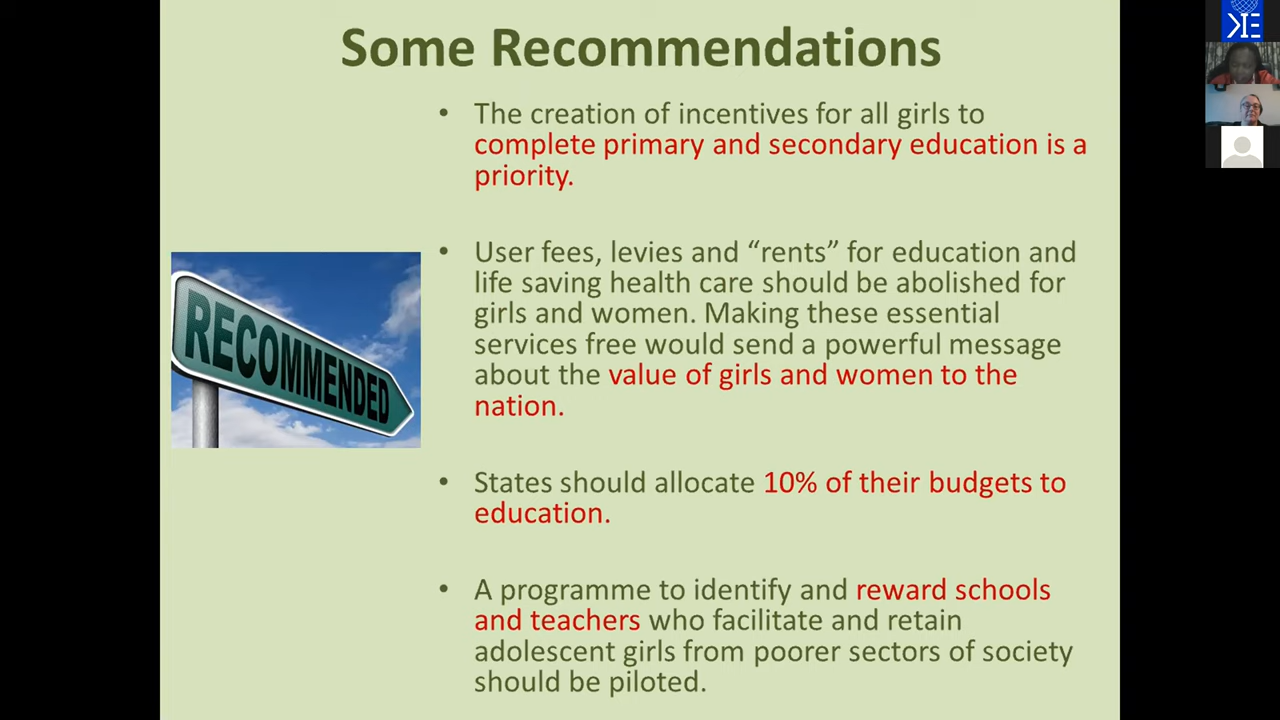 Some Recommendations
• The creation of incentives for all girls to
complete primary and secondary education is a
priority.
• User fees, levies and “rents” for education and
life saving health care should be abolished for
girls and women. Making these essential
services free would send a powerful message
about the value of girls and women to the
nation.
• States should allocate 10% of their budgets to
education.
• A programme to identify and reward schools
and teachers who facilitate and retain
adolescent girls from poorer sectors of society
should be piloted.
RECOMMENDED